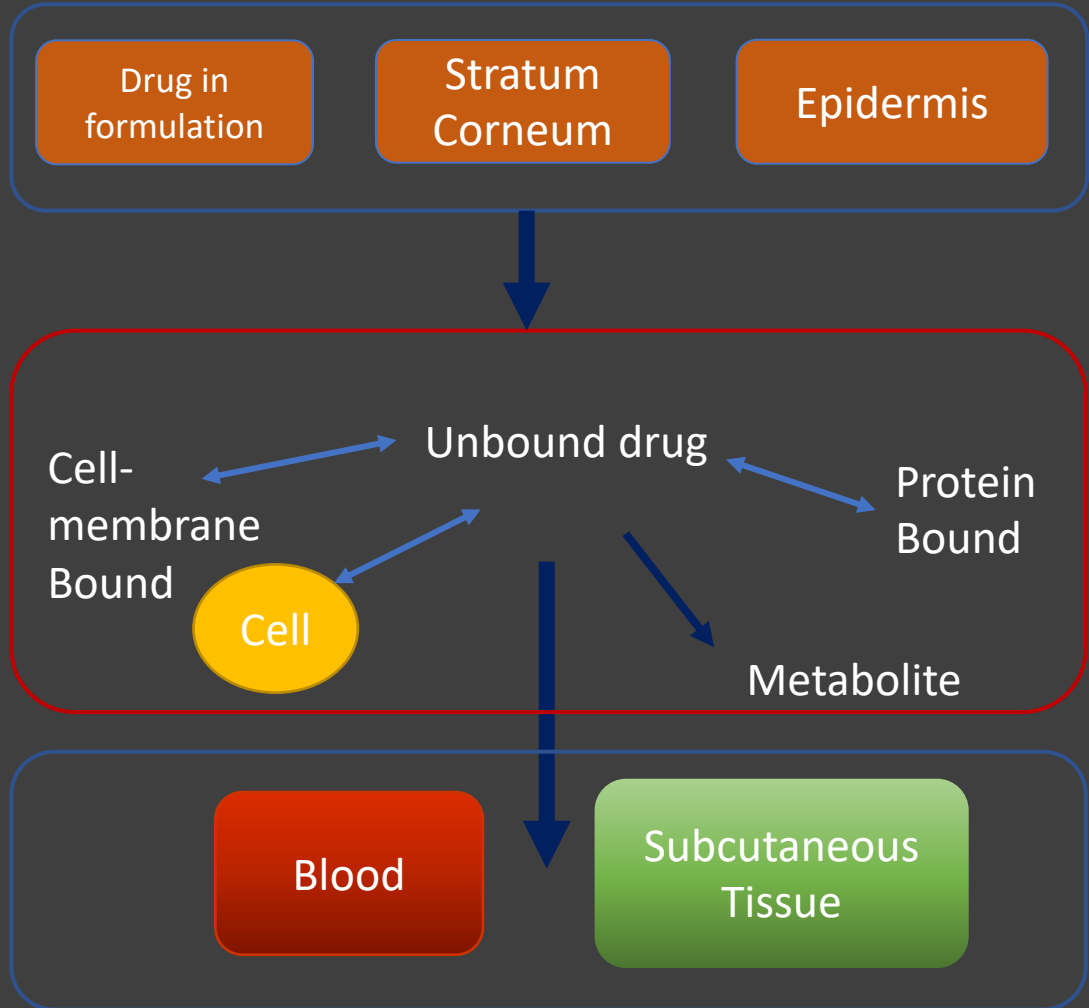 Drug in
formulation
Stratum
Corneum
Epidermis
Unbound drug
Cell-
membrane
Bound
Protein
Bound
Cell
Metabolite
Blood
Subcutaneous
Tissue